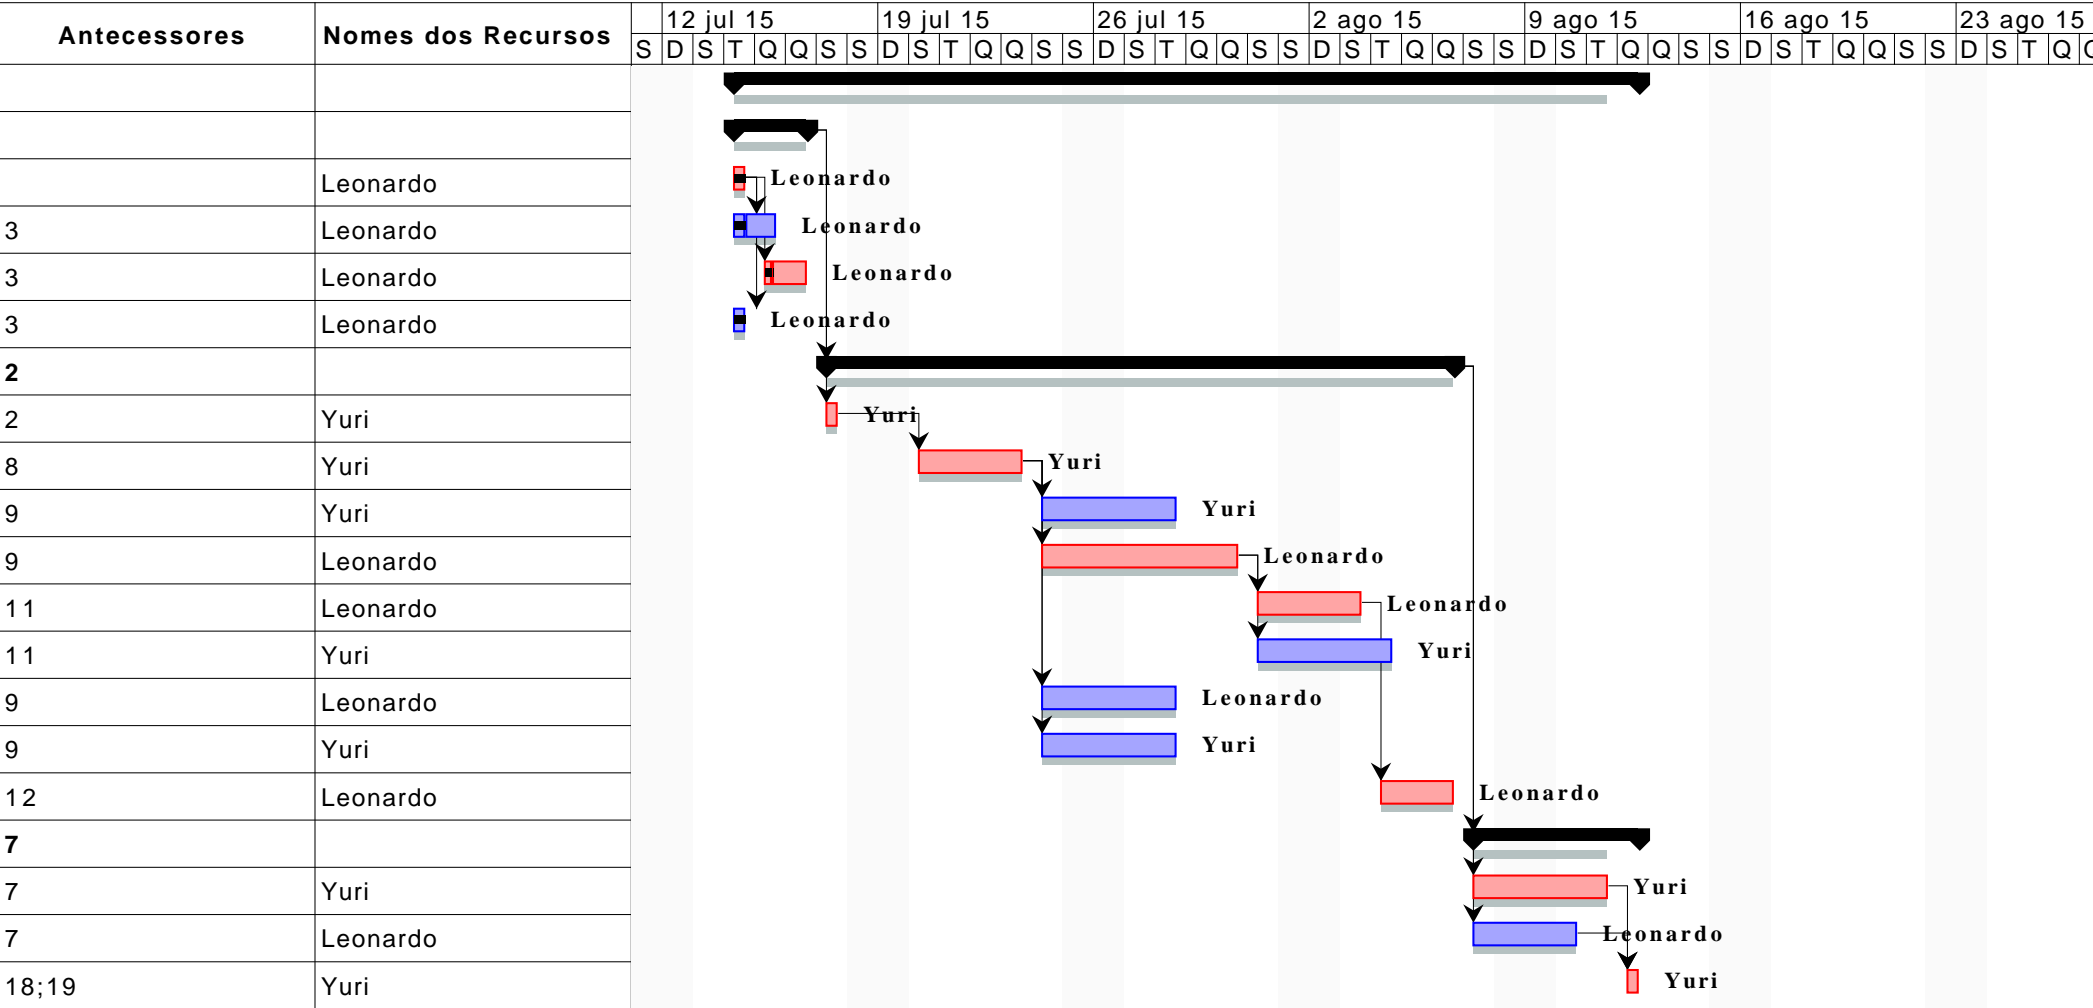 Antecessores Nomes dos Recursos 12 jul 15 19 jul 15 26 jul 15 2 ago 15 9 ago 15 16 ago 15 23 ago 15
S D S T Q Q S S D S T Q Q S S D S T Q Q S S D S T Q Q S S D S T Q Q S S D S T Q Q S S D S T Q Q
Leonardo Leonardo
3 Leonardo Leonardo
3 Leonardo Leonardo
3 Leonardo Leonardo
2
2 Yuri Yuri
8 Yuri Yuri
9 Yuri Yuri
9 Leonardo Leonardo
11 Leonardo Leonardo
11 Yuri Yuri
9 Leonardo Leonardo
9 Yuri Yuri
12 Leonardo Leonardo
7
7 Yuri Yuri
7 Leonardo Leonardo
18;19 Yuri Yuri